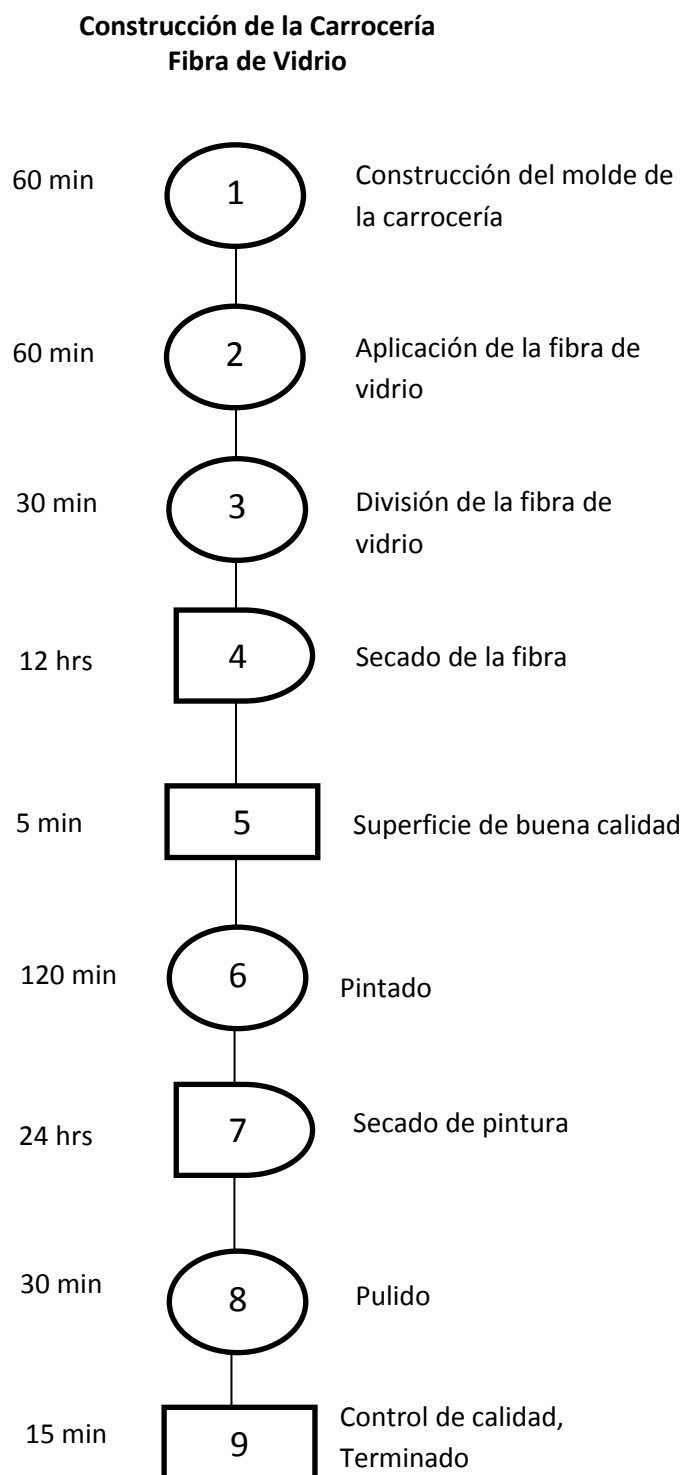 Construcción de la Carrocería
Fibra de Vidrio
60 min
1
Construcción del molde de
la carrocería
60 min
2
Aplicación de la fibra de
vidrio
30 min
3
División de la fibra de
vidrio
12 hrs
4
Secado de la fibra
5 min
5
Superficie de buena calidad
120 min
6
Pintado
24 hrs
7
Secado de pintura
30 min
8
Pulido
15 min
9
Control de calidad,
Terminado